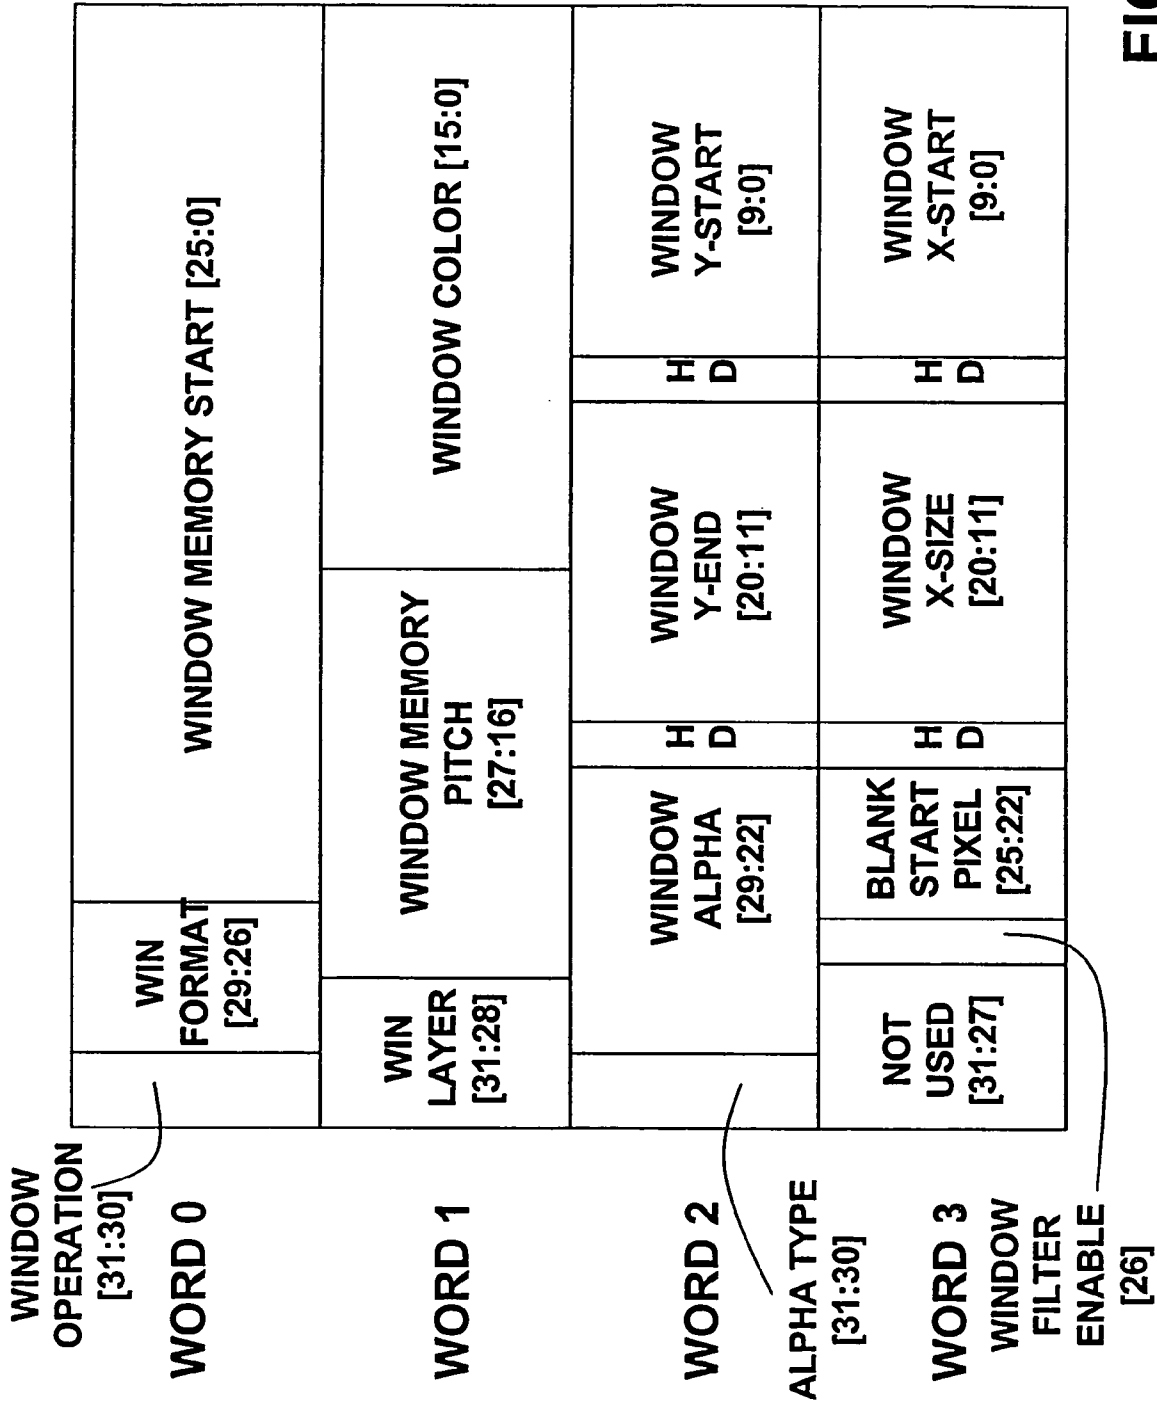 WINDOW
OPERATION
[31:30]
WORD 0
WIN
FORMAT
[29:26]
WINDOW MEMORY START [25:0]
WORD 1
WIN
LAYER
[31:28]
WINDOW MEMORY
PITCH
[27:16]
WINDOW COLOR [15:0]
WORD 2
ALPHA TYPE
[31:30]
WINDOW
ALPHA
[29:22]
H
D
WINDOW
Y-END
[20:11]
H
D
WINDOW
Y-START
[9:0]
WORD 3
WINDOW
FILTER
ENABLE
[26]
NOT
USED
[31:27]
BLANK
START
PIXEL
[25:22]
H
D
WINDOW
X-SIZE
[20:11]
H
D
WINDOW
X-START
[9:0]